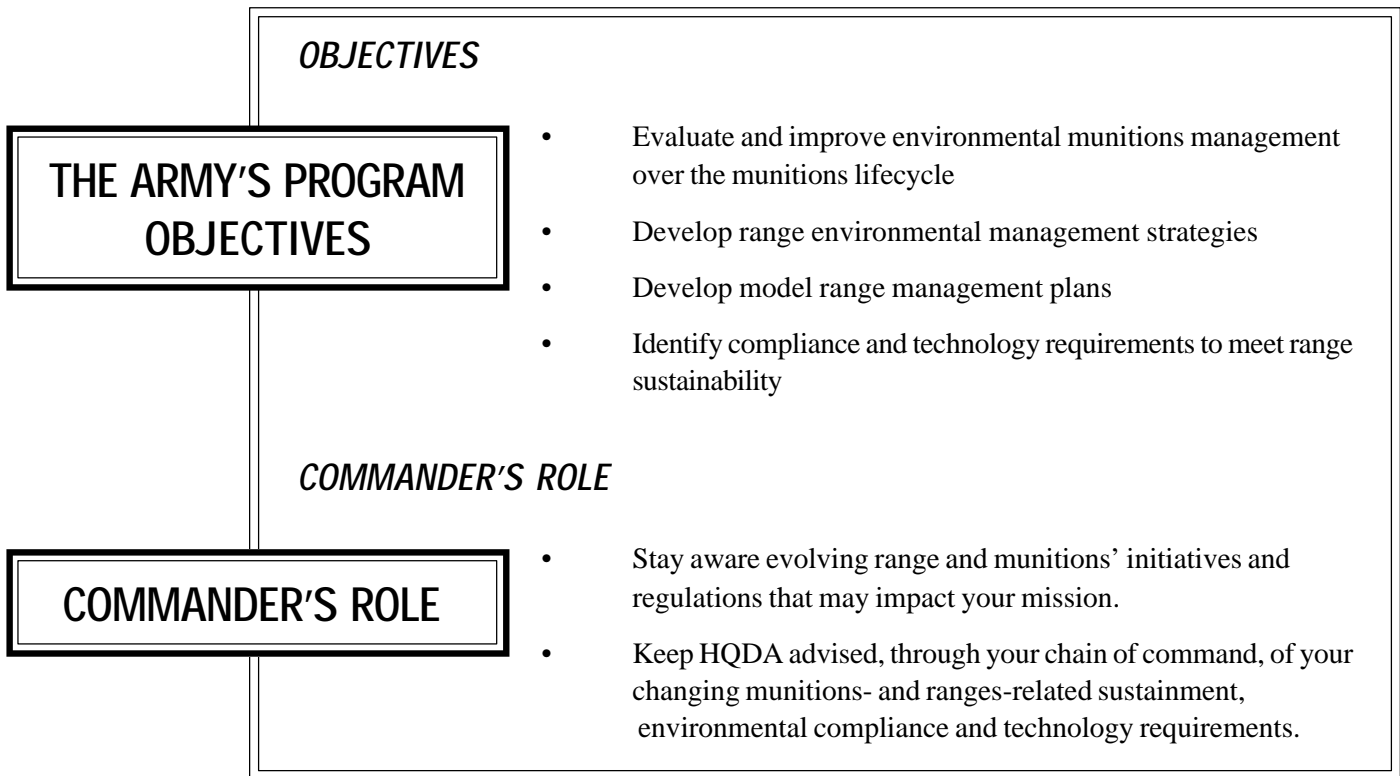 OBJECTIVES
THE ARMY'S PROGRAM
OBJECTIVES
• Evaluate and improve environmental munitions management
over the munitions lifecycle
• Develop range environmental management strategies
• Develop model range management plans
• Identify compliance and technology requirements to meet range
sustainability
COMMANDER'S ROLE
COMMANDER'S ROLE
• Stay aware evolving range and munitions’ initiatives and
regulations that may impact your mission.
• Keep HQDA advised, through your chain of command, of your
changing munitions- and ranges-related sustainment,
environmental compliance and technology requirements.